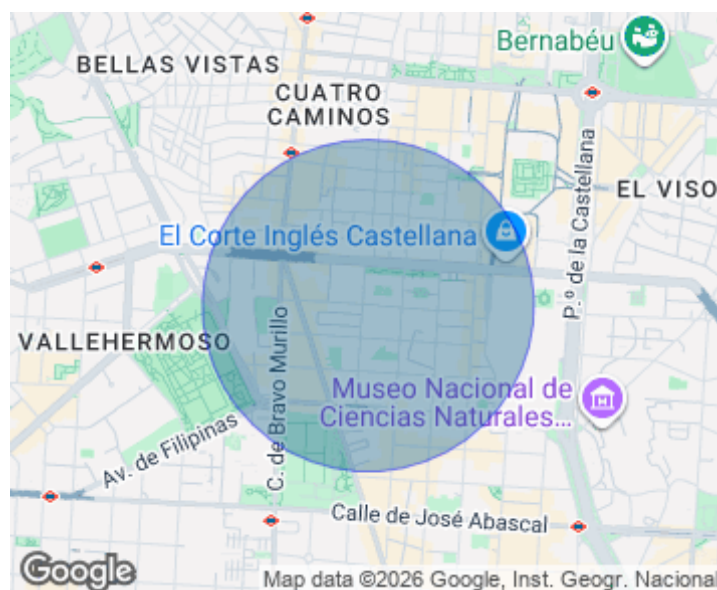 Bernabéu
BELLAS VISTAS
CUATRO
CAMINOS
EL VISO
P.º de la Castellana
El Corte Inglés Castellana
C. de Bravo Murillo
VALLEHERMOSO
Museo Nacional de
Ciencias Naturales...
Av. de Filipinas
Calle de José Abascal
Google
Map data ©2026 Google, Inst. Geogr. Nacional